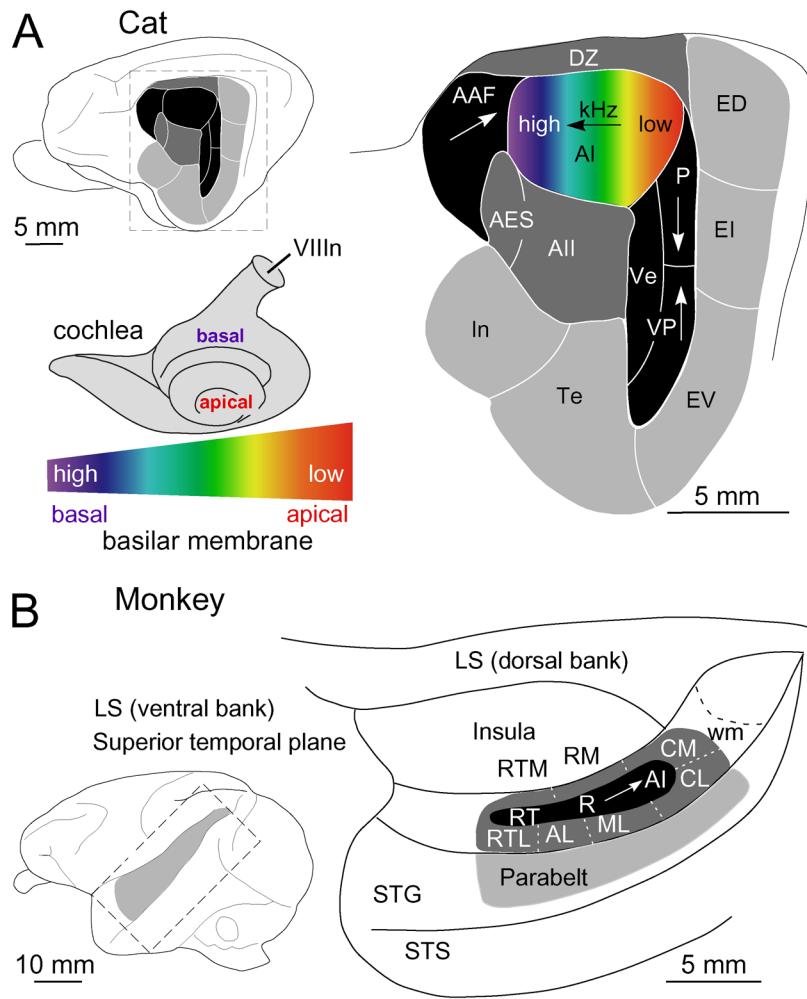 A
Cat
5 mm
VIIIn
cochlea
basal
apical
high
low
basal
apical
basilar membrane
DZ
AAF
kHz
high
low
AI
ED
P
AES
AII
EI
Ve
In
VP
Te
EV
5 mm
B
Monkey
LS (ventral bank)
Superior temporal plane
10 mm
LS (dorsal bank)
Insula
wm
RTM
RM
CM
AI
CL
R
RT
RTL
AL
ML
Parabelt
STG
STS
5 mm